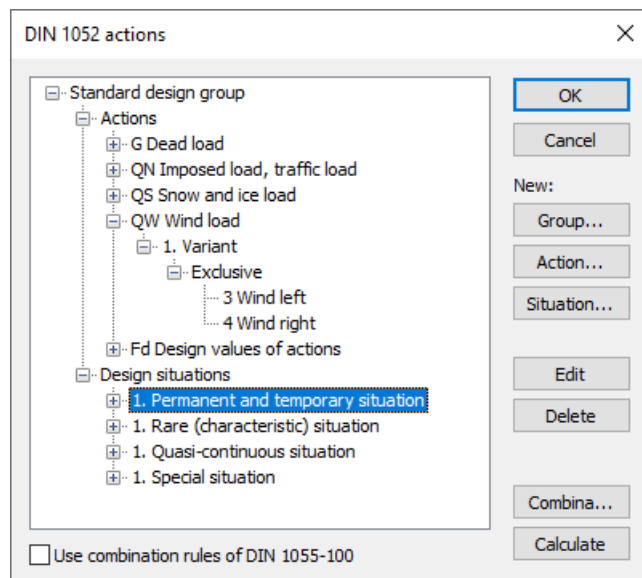 DIN 1052 actions
Standard design group
Actions
G Dead load
QN Imposed load, traffic load
QS Snow and ice load
QW Wind load
1. Variant
Exclusive
3 Wind left
4 Wind right
Fd Design values of actions
Design situations
1. Permanent and temporary situation
1. Rare (characteristic) situation
1. Quasi-continuous situation
1. Special situation
Use combination rules of DIN 1055-100
OK
Cancel
New:
Group...
Action...
Situation...
Edit
Delete
Combina...
Calculate